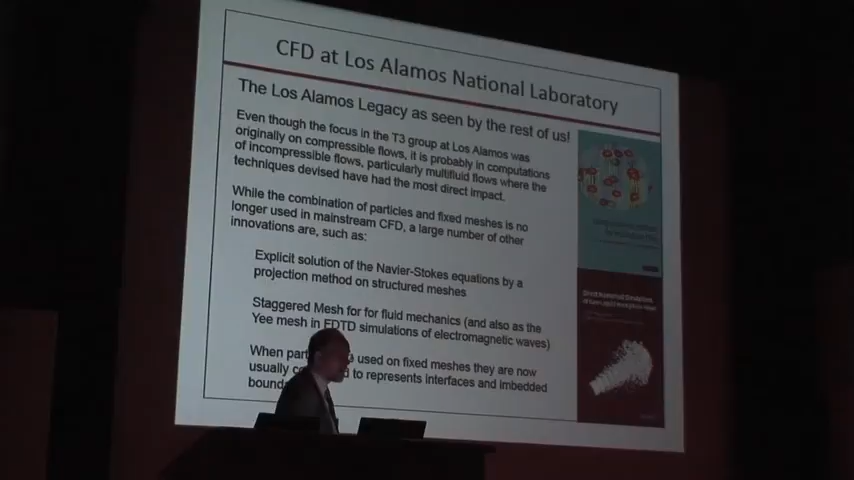 CFD at Los Alamos National Laboratory
The Los Alamos Legacy as seen by the rest of us!
Even though the focus in the T3 group at Los Alamos was
originally on compressible flows, it is probably in computations
of incompressible flows, particularly multifluid flows where the
techniques devised have had the most direct impact.
While the combination of particles and fixed meshes is no
longer used in mainstream CFD, a large number of other
innovations are, such as:
Explicit solution of the Navier-Stokes equations by a
projection method on structured meshes
Staggered Mesh for for fluid mechanics (and also as the
Yee mesh in FDTD simulations of electromagnetic waves)
When part used on fixed meshes they are now
usually to represents interfaces and imbedded
bound